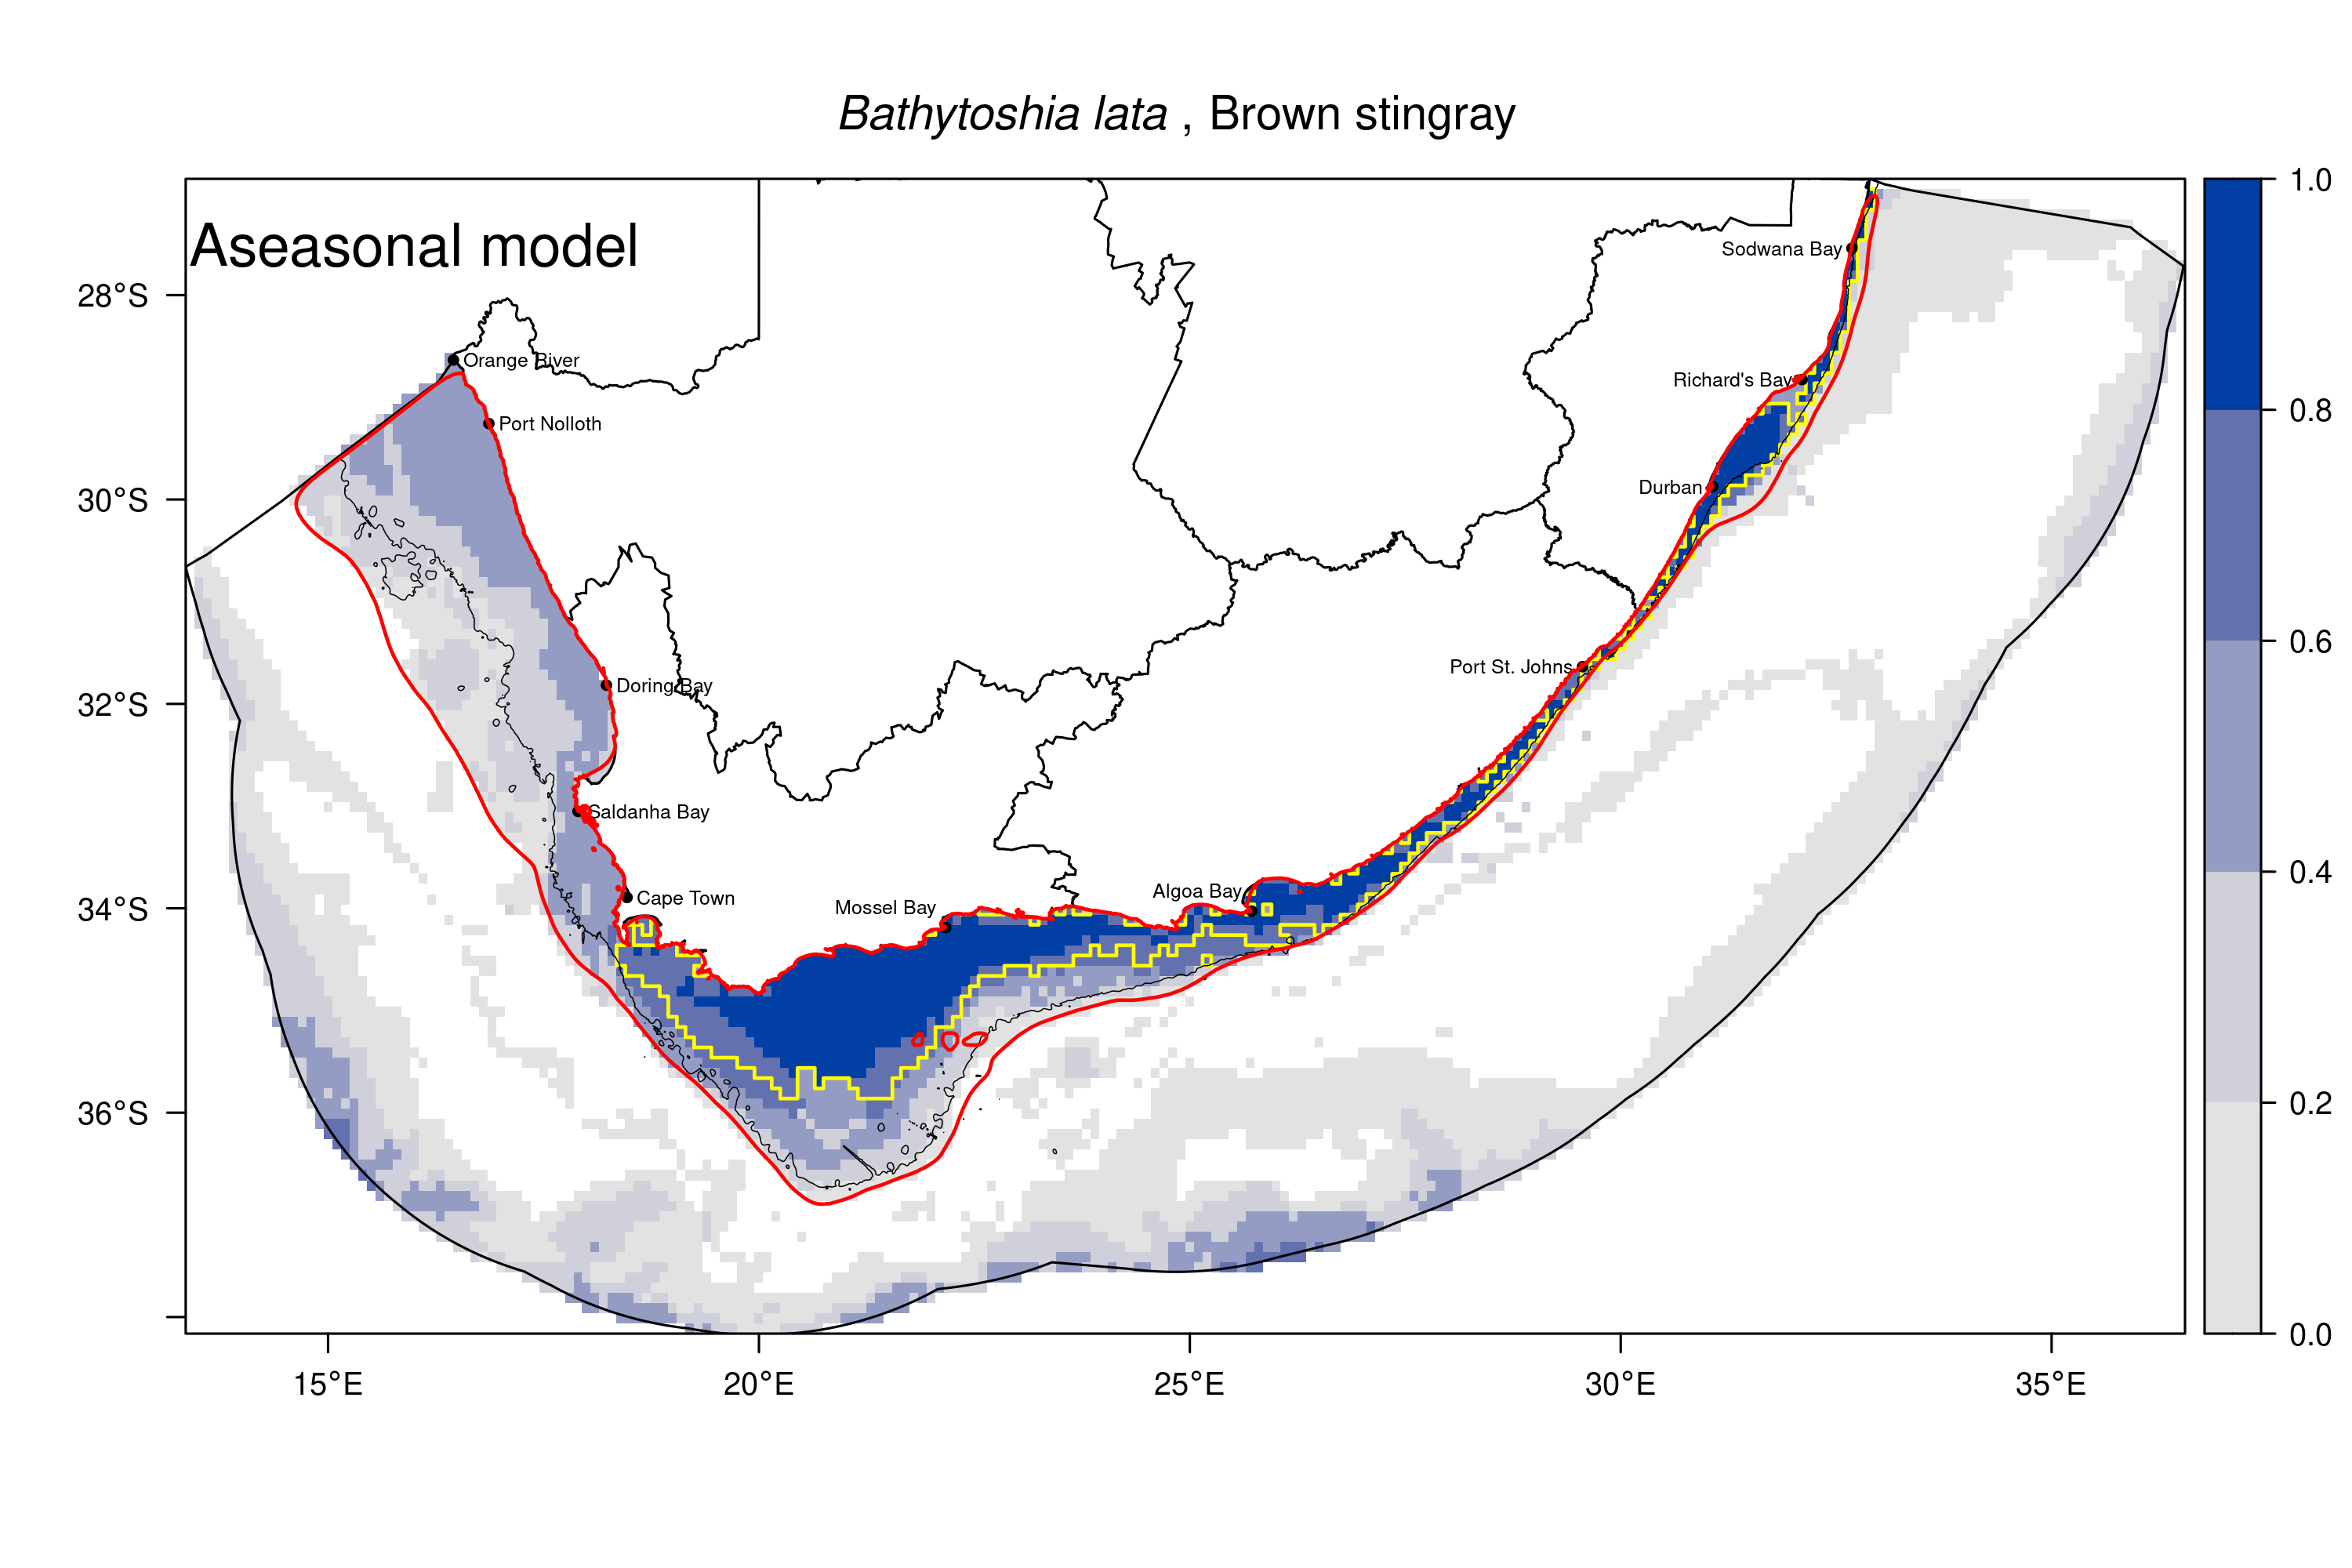 Bathytoshia lata , Brown stingray
Aseasonal model
1.0
0.8
0.6
0.4
0.2
0.0
28°S
30°S
32°S
34°S
36°S
Sodwana Bay
Orange River
Richard's Bay
Port Nolloth
Durban
Port St. Johns
Doring Bay
Saldanha Bay
Algoa Bay
Cape Town
Mossel Bay
15°E
20°E
25°E
30°E
35°E